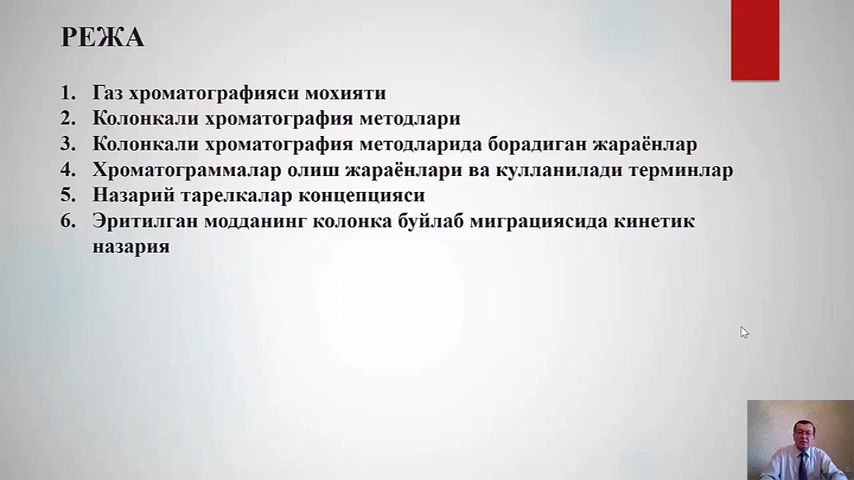 РЕЖА
1. Газ хроматографияси мохияти
2. Колонкали хроматография методлари
3. Колонкали хроматография методларида борадиган жараёнлар
4. Хроматограммалар олиш жараёнлари ва кулланилади терминлар
5. Назарий тарелкалар концепцияси
6. Эритилган модданинг колонка буйлаб миграциясида кинетик
назария